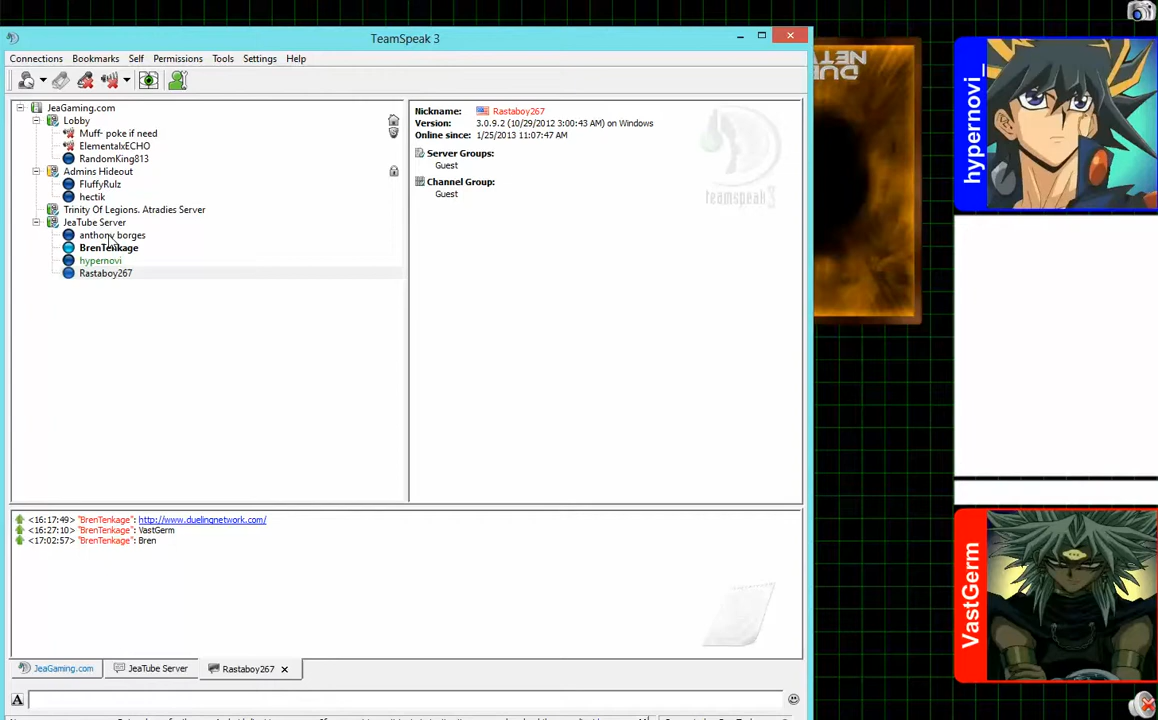 TeamSpeak 3
Connections Bookmarks Self Permissions Tools Settings Help
JeaGaming.com
Lobby
Muff- poke if need
ElementalxECHO
RandomKing813
Admins Hideout
FluffyRulz
hectik
Trinity Of Legions. Atradies Server
JeaTube Server
anthony borges
BrenTenkage
hypernovi
Rastaboy267
Nickname: Rastaboy267
Version: 3.0.9.2 (10/29/2012 3:00:43 AM) on Windows
Online since: 1/25/2013 11:07:47 AM
Server Groups:
Guest
Channel Group:
Guest
teamspeak3
<16:17:49> "BrenTenkage": http://www.duelingnetwork.com/
<16:27:10> "BrenTenkage": VastGerm
<17:02:57> "BrenTenkage": Bren
JeaGaming.com JeaTube Server Rastaboy267
hypernovi_
VastGerm